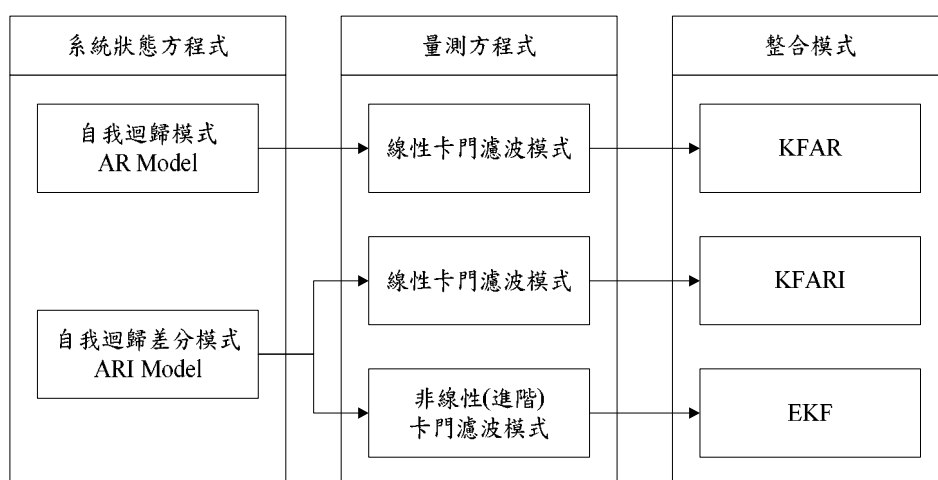 系統狀態方程式
量測方程式
整合模式
自我迴歸模式
AR Model
線性卡門濾波模式
KFAR
線性卡門濾波模式
KFARI
自我迴歸差分模式
ARI Model
非線性(進階)
卡門濾波模式
EKF